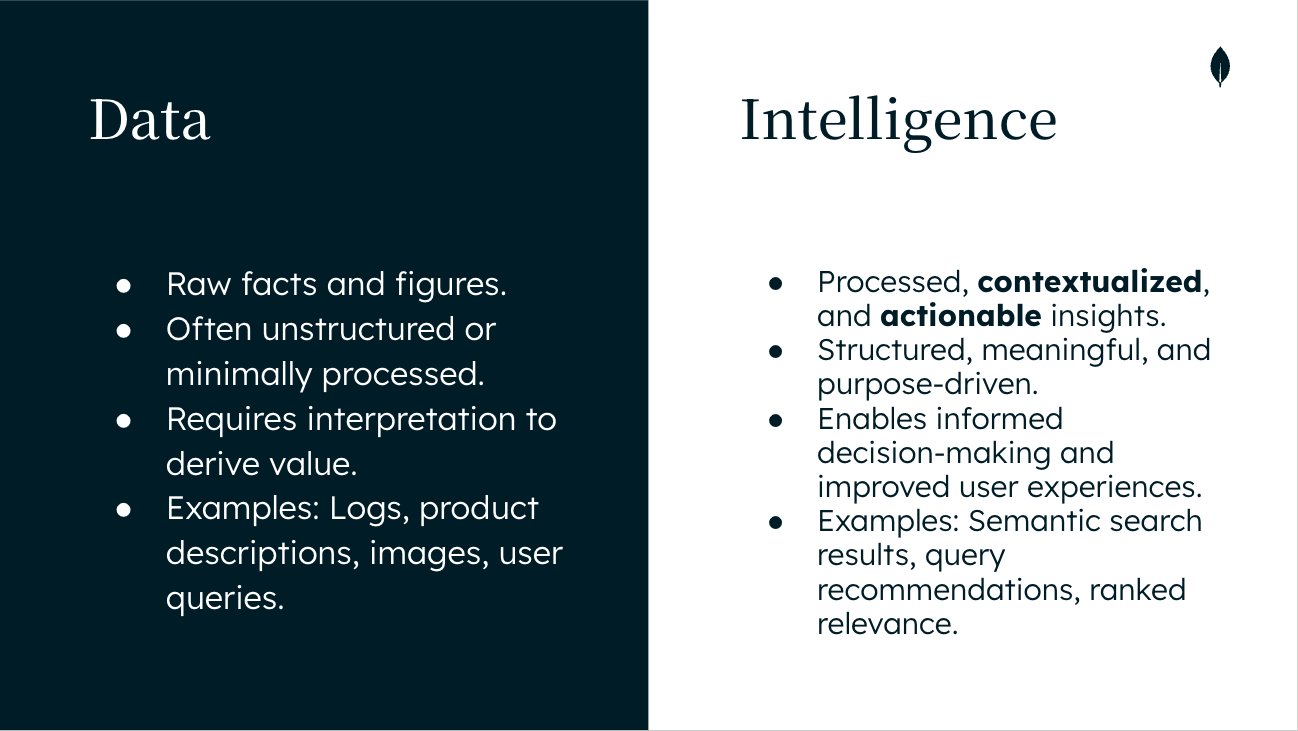 Data
● Raw facts and figures.
● Often unstructured or
minimally processed.
● Requires interpretation to
derive value.
● Examples: Logs, product
descriptions, images, user
queries.
Intelligence
● Processed, contextualized,
and actionable insights.
● Structured, meaningful, and
purpose-driven.
● Enables informed
decision-making and
improved user experiences.
● Examples: Semantic search
results, query
recommendations, ranked
relevance.